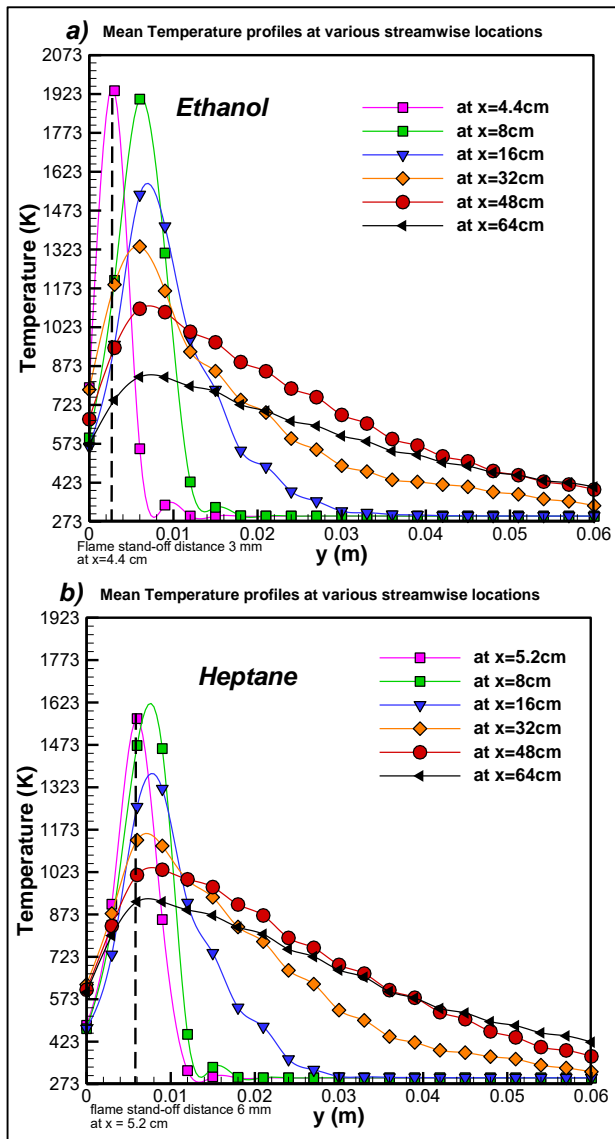 a) Mean Temperature profiles at various streamwise locations
Ethanol
at x=4.4cm
at x=8cm
at x=16cm
at x=32cm
at x=48cm
at x=64cm
Temperature (K)
2073
1923
1773
1623
1473
1323
1173
1023
873
723
573
423
273
0 0.01 0.02 0.03 0.04 0.05 0.06
y (m)
Flame stand-off distance 3 mm
at x=4.4 cm
b) Mean Temperature profiles at various streamwise locations
Heptane
at x=5.2cm
at x=8cm
at x=16cm
at x=32cm
at x=48cm
at x=64cm
Temperature (K)
1923
1773
1623
1473
1323
1173
1023
873
723
573
423
273
0 0.01 0.02 0.03 0.04 0.05 0.06
y (m)
flame stand-off distance 6 mm
at x = 5.2 cm